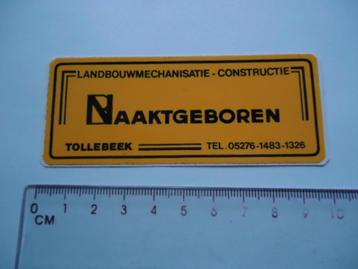 LANDBOUWMECHANISATIE - CONSTRUCTIE
NAAKTGEBOREN
TOLLEBEEK TEL. 05276-1483-1326
0 1 2 3 4 5 6 7 8 9 10
CM